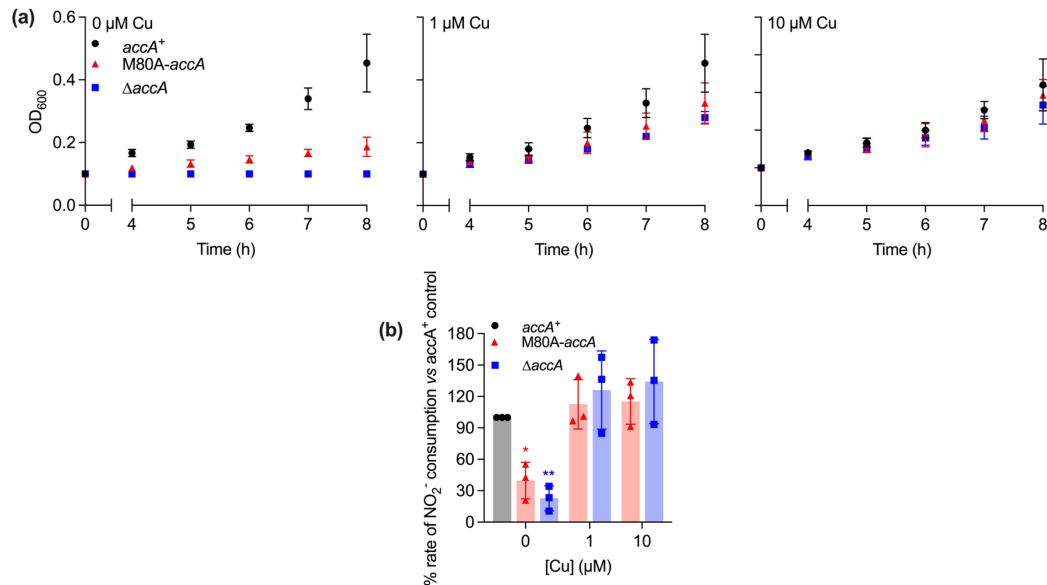 (a)
0 µM Cu
1 µM Cu
10 µM Cu
accA⁺
M80A-accA
ΔaccA
OD₆₀₀
0.6
0.4
0.2
0.0
0 4 5 6 7 8
Time (h)
0 4 5 6 7 8
Time (h)
0 4 5 6 7 8
Time (h)
(b)
% rate of NO₂⁻ consumption vs accA⁺ control
accA⁺
M80A-accA
ΔaccA
180
150
120
90
60
30
0
*
**
0 1 10
[Cu] (µM)